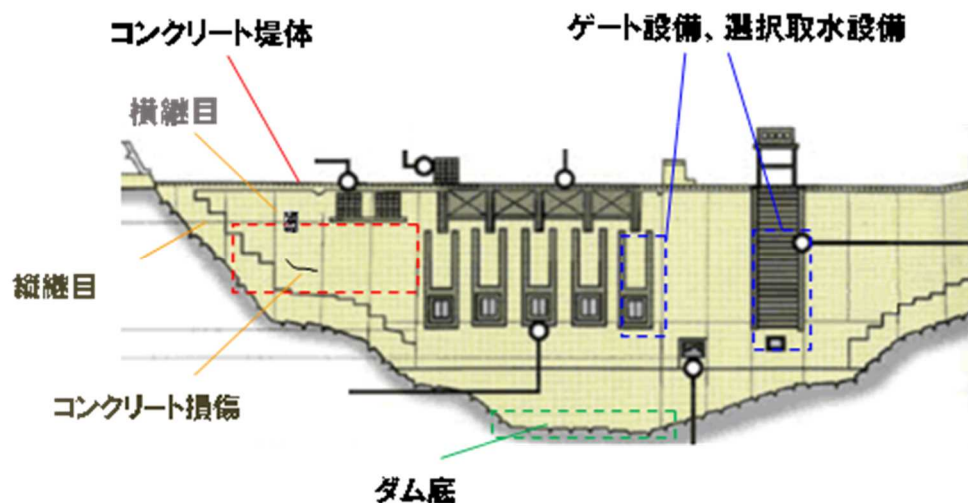 コンクリート堤体
ゲート設備、選択取水設備
横継目
縦継目
コンクリート損傷
ダム底